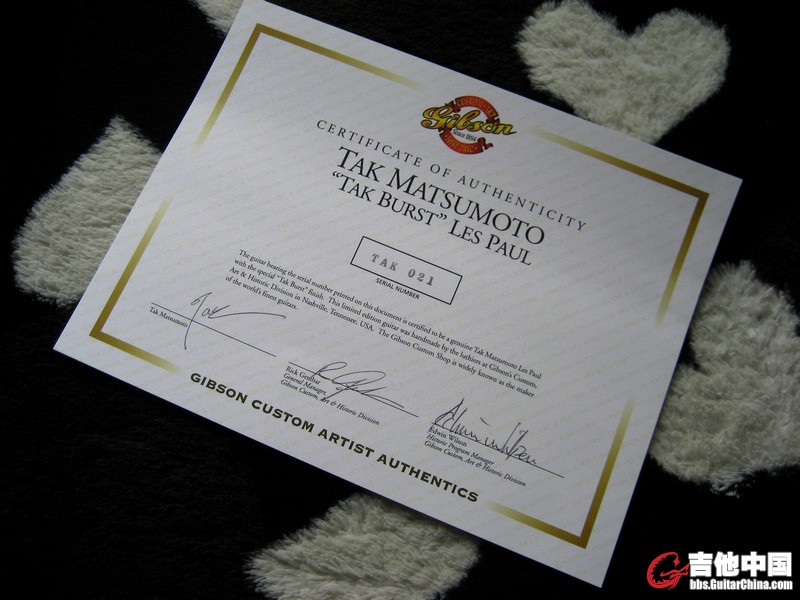 CUSTOM ART
Gibson
Since 1894
HISTORIC
CERTIFICATE OF AUTHENTICITY
TAK MATSUMOTO
"TAK BURST" LES PAUL
TAK 021
SERIAL NUMBER
The guitar bearing the serial number printed on this document is certified to be a genuine Tak Matsumoto Les Paul
with the special "Tak Burst" finish. This limited edition guitar was handmade by the luthiers at Gibson's Custom,
Art & Historic Division in Nashville, Tennessee, USA. The Gibson Custom Shop is widely known as the maker
of the world's finest guitars.
Tak Matsumoto
Rick Gembar
General Manager,
Gibson Custom, Art & Historic Division
Edwin Wilson
Historic Program Manager
Gibson Custom, Art & Historic Division
GIBSON CUSTOM ARTIST AUTHENTICS
吉他中国
bbs.GuitarChina.com